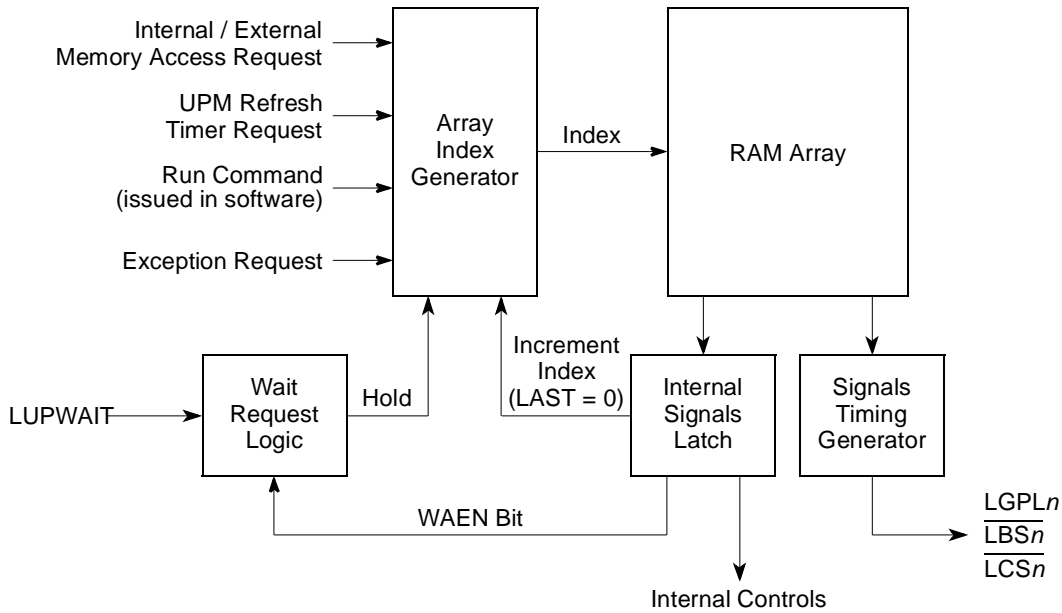 Internal / External
Memory Access Request
UPM Refresh
Timer Request
Run Command
(issued in software)
Exception Request
Array
Index
Generator
Index
RAM Array
LUPWAIT
Wait
Request
Logic
Hold
Increment
Index
(LAST = 0)
Internal
Signals
Latch
Signals
Timing
Generator
WAEN Bit
Internal Controls
LGPLn
LBSn
LCSn